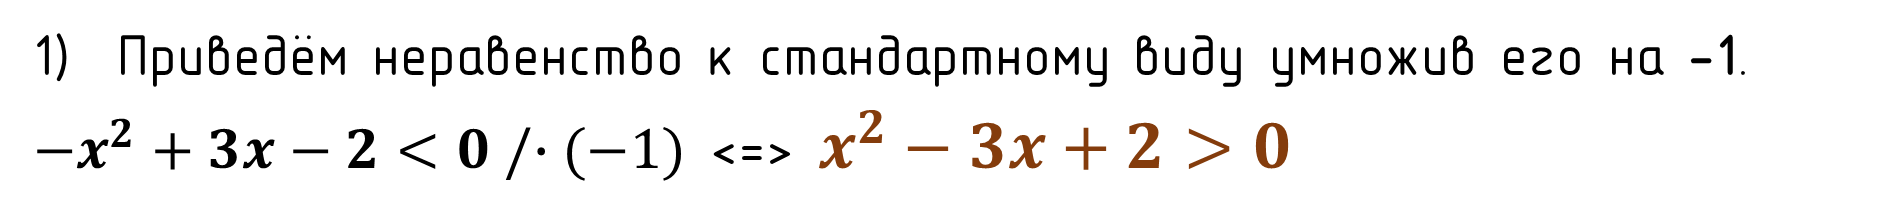 1) Приведём неравенство к стандартному виду умножив его на -1.
−x² + 3x − 2 < 0 /· (−1) <=> x² − 3x + 2 > 0